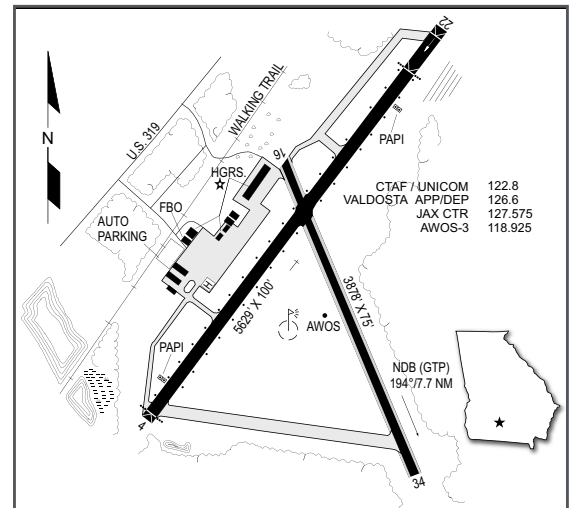 22
WALKING TRAIL
U.S. 319
N
PAPI
16
HGRS.
CTAF / UNICOM 122.8
VALDOSTA APP/DEP 126.6
JAX CTR 127.575
AWOS-3 118.925
FBO
AUTO
PARKING
H
3878' X 75'
5629' X 100'
AWOS
PAPI
NDB (GTP)
194°/7.7 NM
4
34